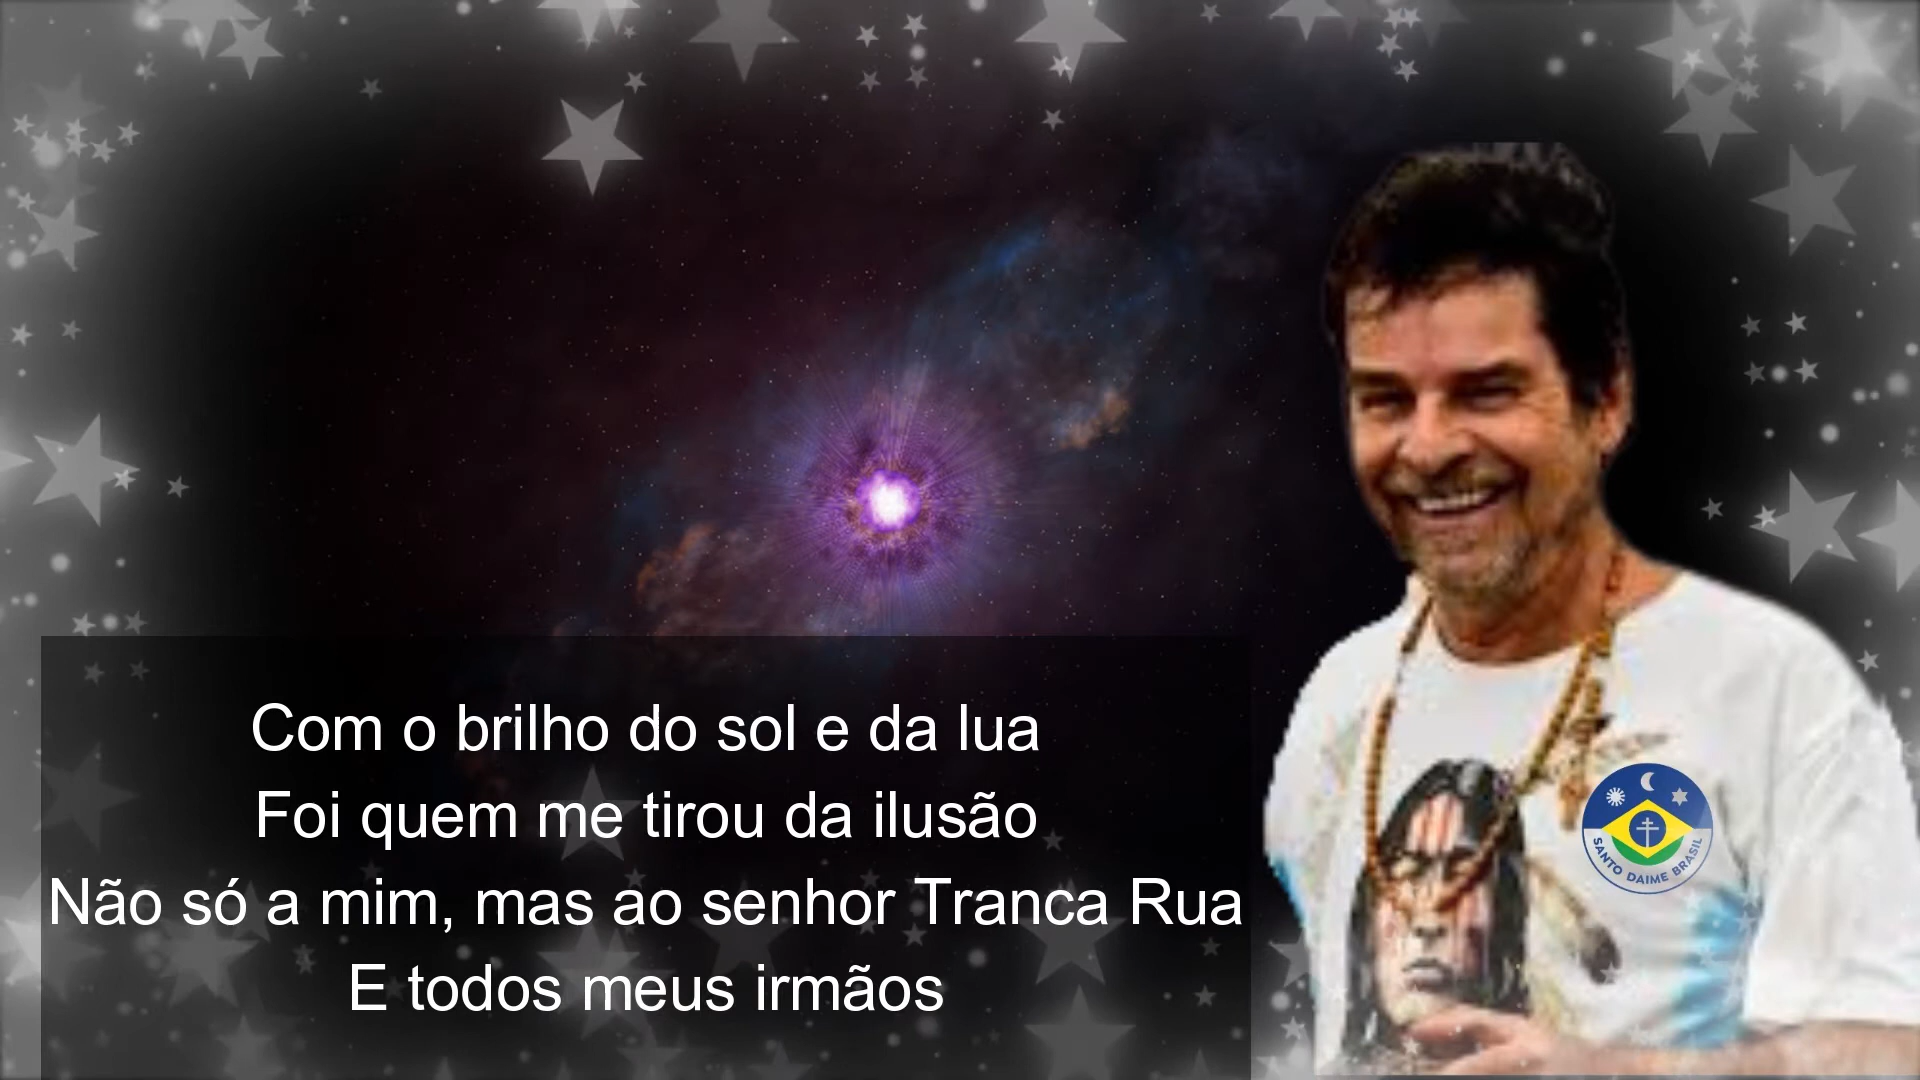 Com o brilho do sol e da lua
Foi quem me tirou da ilusão
Não só a mim, mas ao senhor Tranca Rua
E todos meus irmãos
SANTO DAIME BRASIL